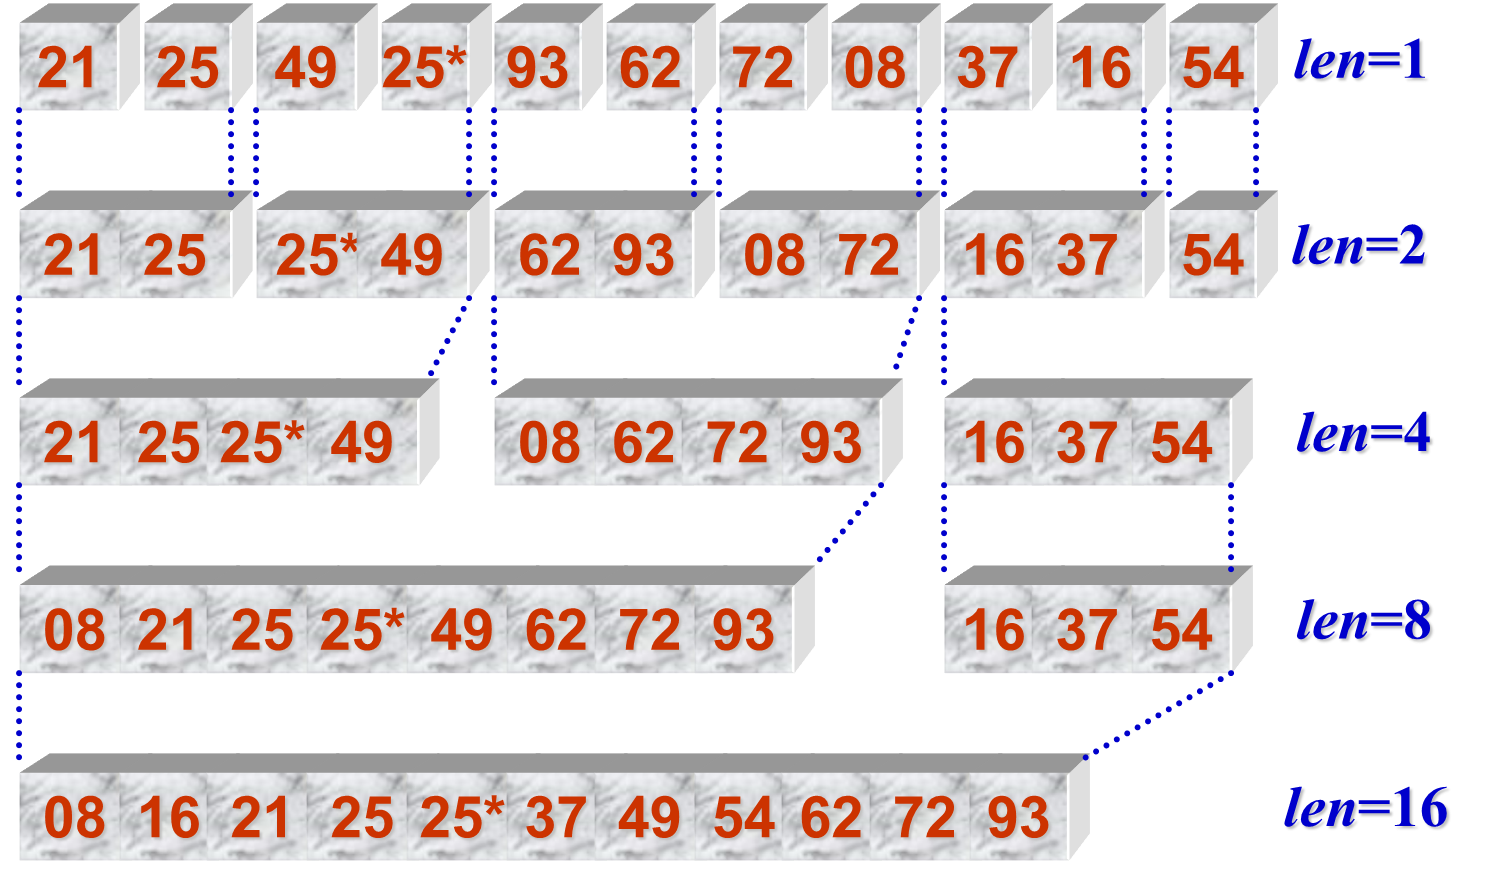 21 25 49 25* 93 62 72 08 37 16 54 len=1
21 25 25* 49 62 93 08 72 16 37 54 len=2
21 25 25* 49 08 62 72 93 16 37 54 len=4
08 21 25 25* 49 62 72 93 16 37 54 len=8
08 16 21 25 25* 37 49 54 62 72 93 len=16